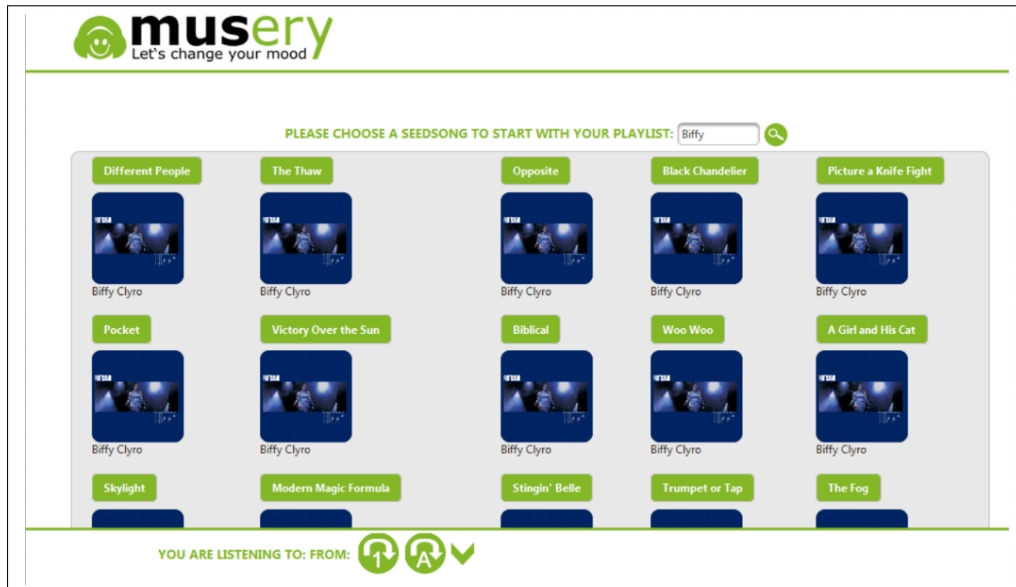 musery
Let's change your mood
PLEASE CHOOSE A SEEDSONG TO START WITH YOUR PLAYLIST: Biffy
Different People The Thaw Opposite Black Chandelier Picture a Knife Fight
Biffy Clyro Biffy Clyro Biffy Clyro Biffy Clyro Biffy Clyro
Pocket Victory Over the Sun Biblical Woo Woo A Girl and His Cat
Biffy Clyro Biffy Clyro Biffy Clyro Biffy Clyro Biffy Clyro
Skylight Modern Magic Formula Stingin' Belle Trumpet or Tap The Fog
YOU ARE LISTENING TO: FROM: 1 A